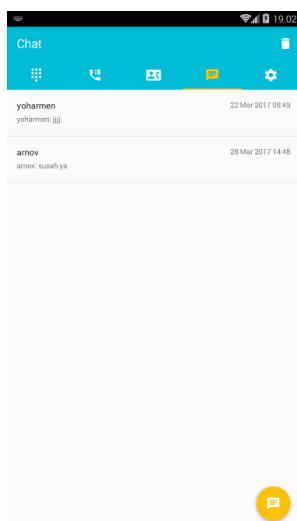 19.02
Chat
yoharmen 22 Mar 2017 09:49
yoharmen: jjjj
arnov 28 Mar 2017 14:48
arnov: susah ya